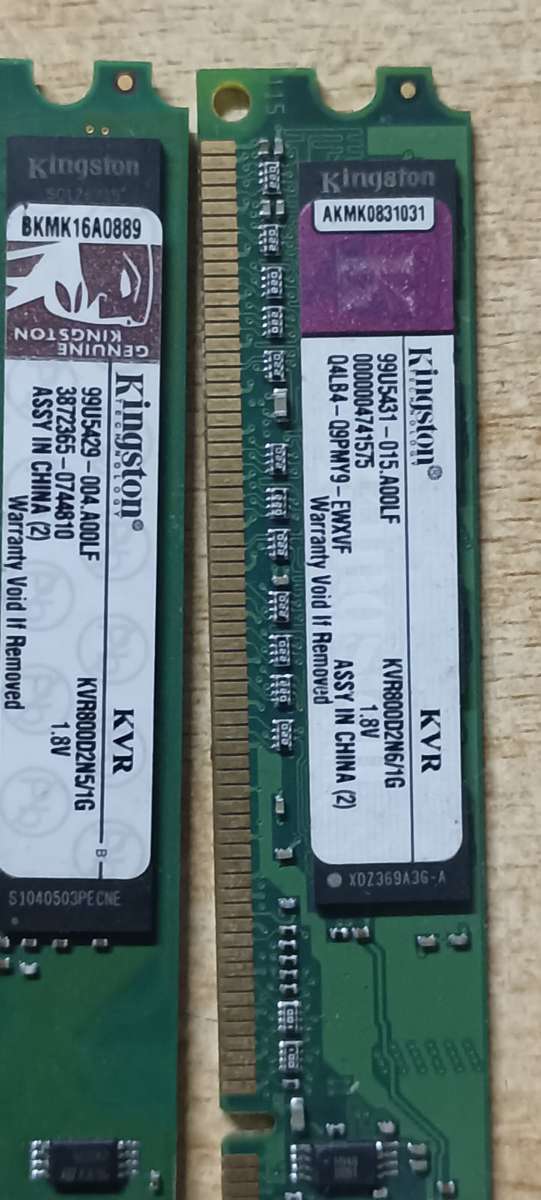 Kingston
BKMK16A0889
GENUINE
KINGSTON
Kingston®
TECHNOLOGY
99U5429-004.A00LF
3872365-0744810
ASSY IN CHINA (2)
Warranty Void If Removed
KVR
KVR800D2N5/1G
1.8V
B
S1040503PECNE
Kingston
AKMK0831031
Kingston®
TECHNOLOGY
99U5431-015.A00LF
0000004741575
Q4LB4-Q9PMY9-EWXVF
Warranty Void If Removed
KVR
KVR800D2N6/1G
1.8V
ASSY IN CHINA (2)
XDZ369A3G-A